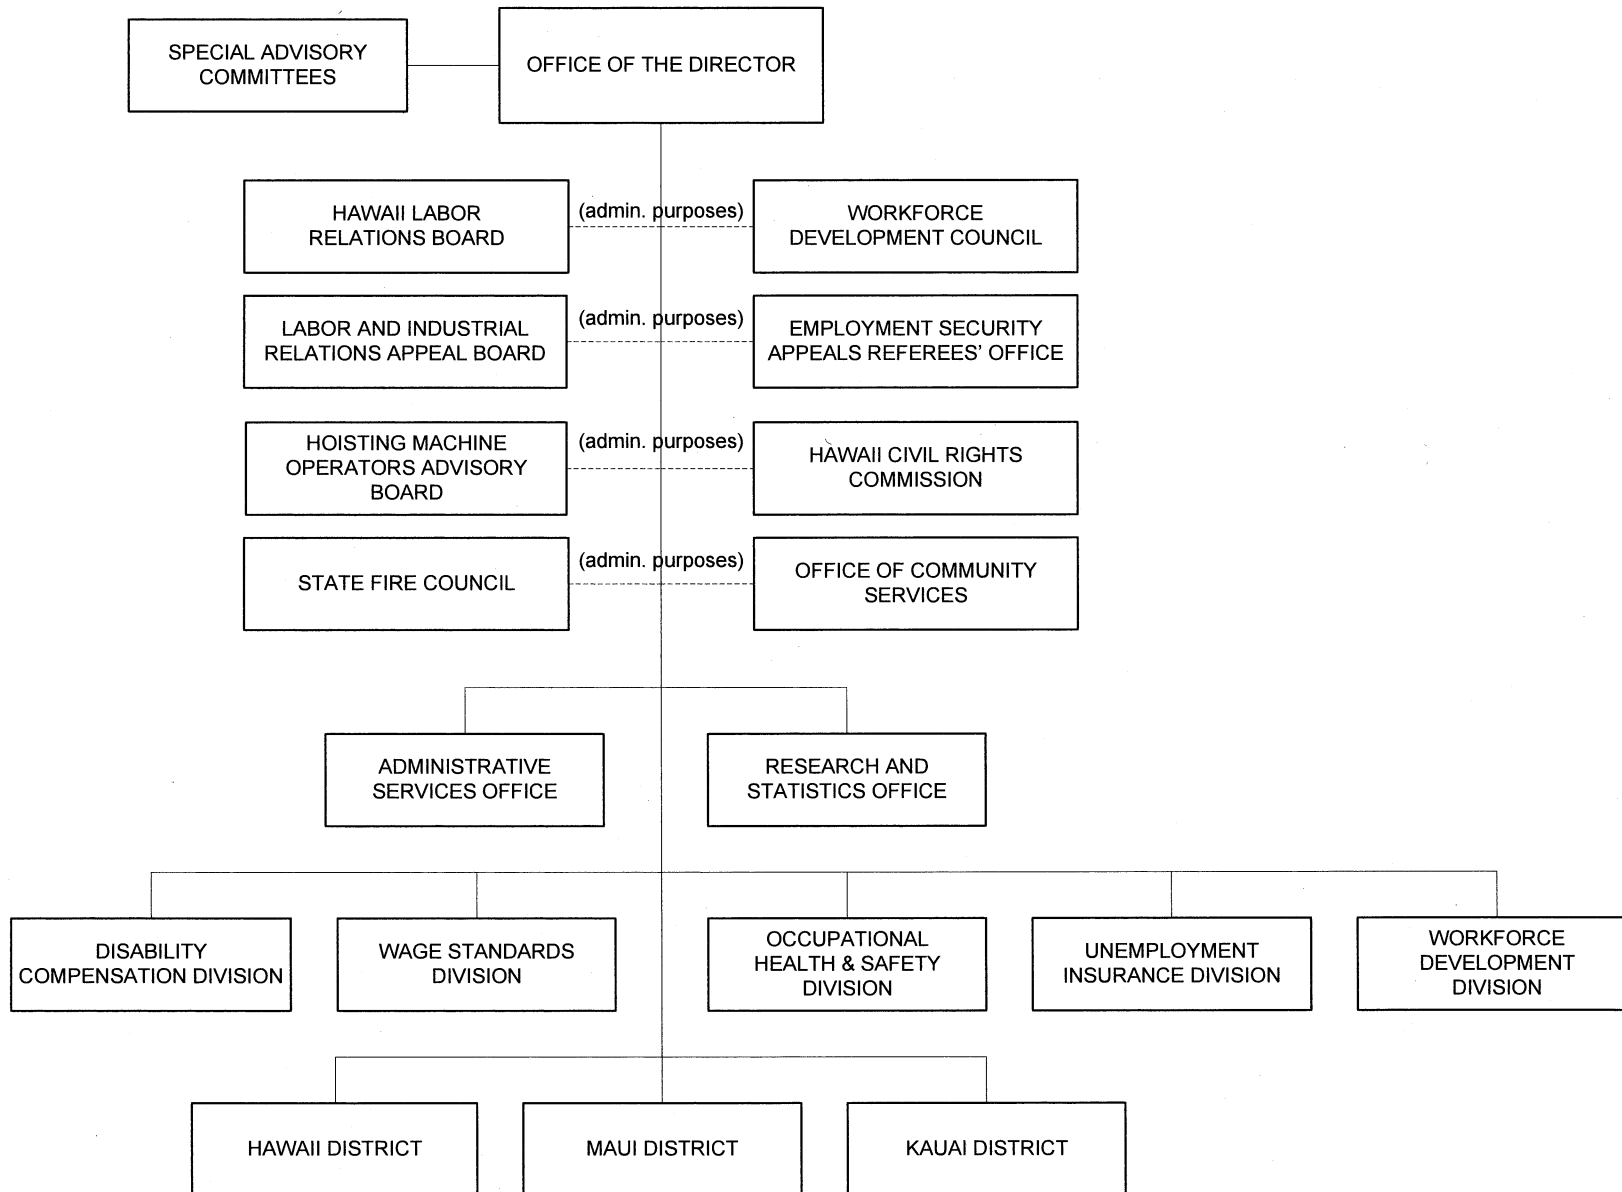 SPECIAL ADVISORY
COMMITTEES
OFFICE OF THE DIRECTOR
HAWAII LABOR
RELATIONS BOARD
(admin. purposes)
WORKFORCE
DEVELOPMENT COUNCIL
LABOR AND INDUSTRIAL
RELATIONS APPEAL BOARD
(admin. purposes)
EMPLOYMENT SECURITY
APPEALS REFEREES’ OFFICE
HOISTING MACHINE
OPERATORS ADVISORY
BOARD
(admin. purposes)
HAWAII CIVIL RIGHTS
COMMISSION
STATE FIRE COUNCIL
(admin. purposes)
OFFICE OF COMMUNITY
SERVICES
ADMINISTRATIVE
SERVICES OFFICE
RESEARCH AND
STATISTICS OFFICE
DISABILITY
COMPENSATION DIVISION
WAGE STANDARDS
DIVISION
OCCUPATIONAL
HEALTH & SAFETY
DIVISION
UNEMPLOYMENT
INSURANCE DIVISION
WORKFORCE
DEVELOPMENT
DIVISION
HAWAII DISTRICT
MAUI DISTRICT
KAUAI DISTRICT